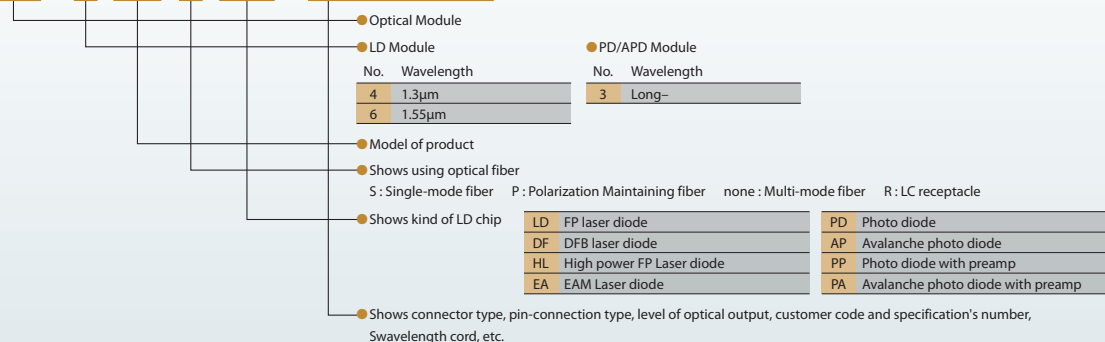 Optical Module
LD Module
PD/APD Module
No. Wavelength
No. Wavelength
4 1.3μm
3 Long–
6 1.55μm
Model of product
Shows using optical fiber
S : Single-mode fiber P : Polarization Maintaining fiber none : Multi-mode fiber R : LC receptacle
Shows kind of LD chip
LD FP laser diode
PD Photo diode
DF DFB laser diode
AP Avalanche photo diode
HL High power FP Laser diode
PP Photo diode with preamp
EA EAM Laser diode
PA Avalanche photo diode with preamp
Shows connector type, pin-connection type, level of optical output, customer code and specification's number,
Swavelength cord, etc.